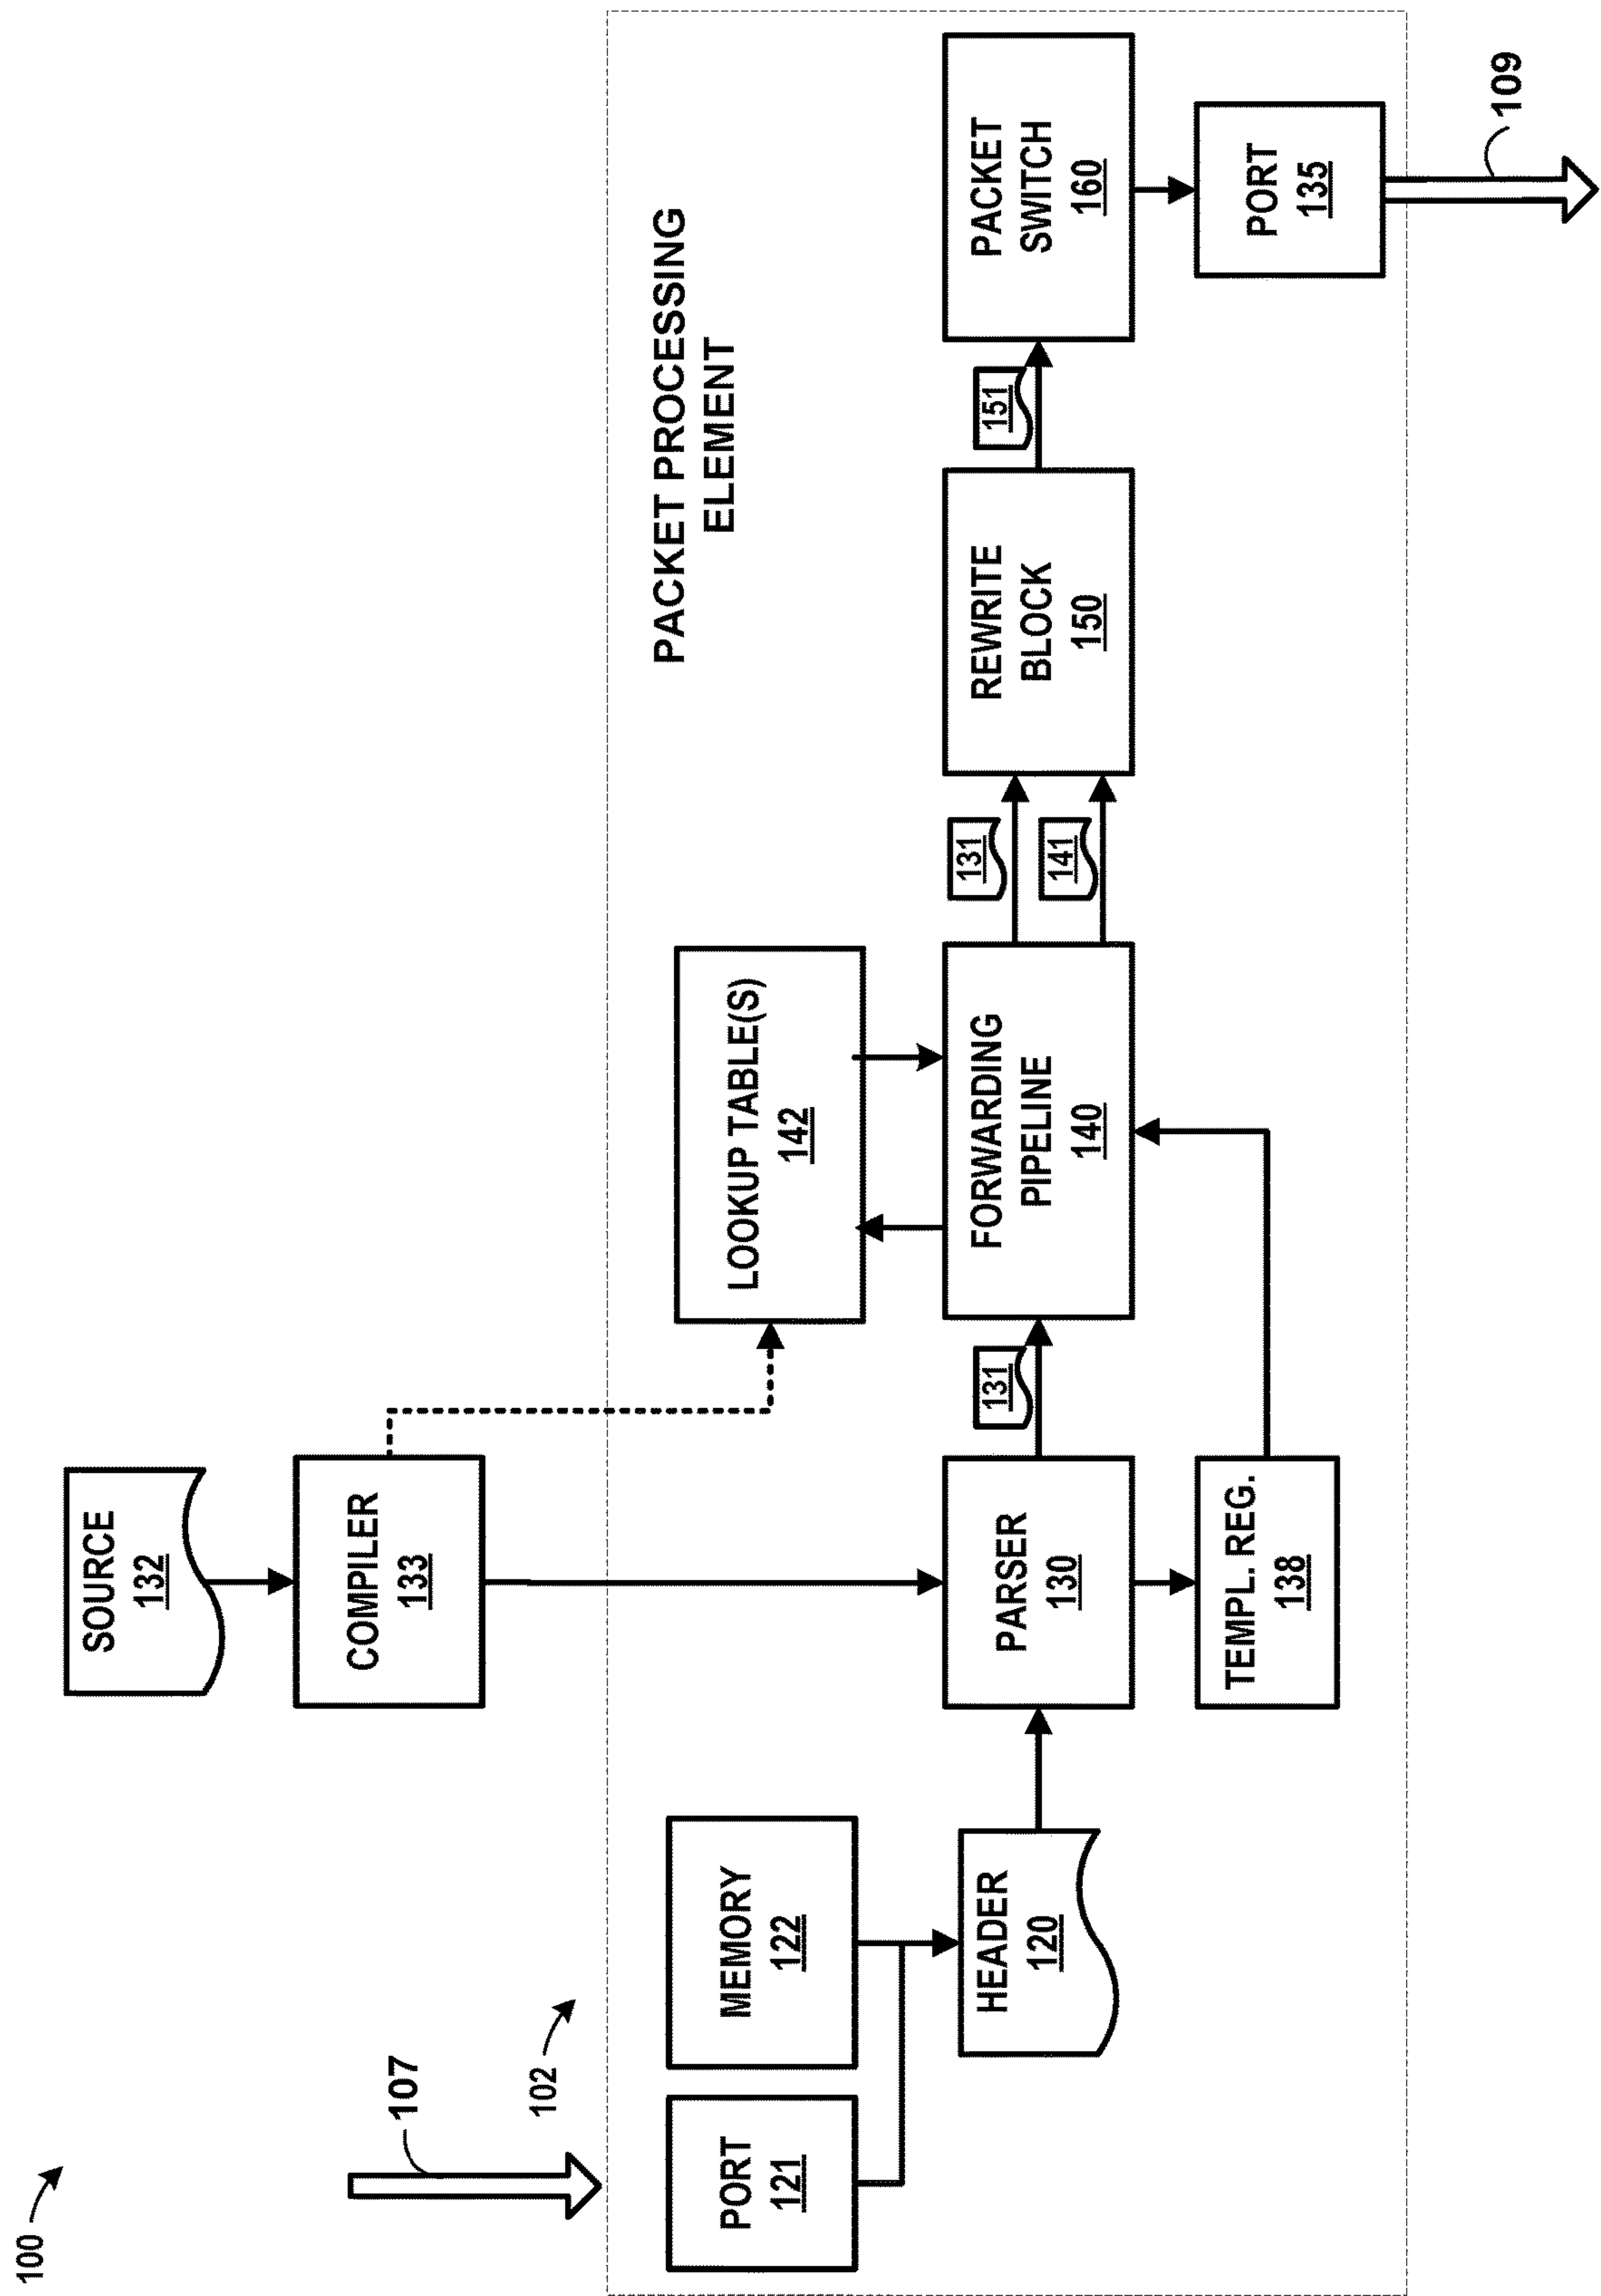 100
107
102
SOURCE
132
COMPILER
133
PACKET PROCESSING
ELEMENT
PORT
121
MEMORY
122
LOOKUP TABLE(S)
142
HEADER
120
PARSER
130
131
FORWARDING
PIPELINE
140
131
141
REWRITE
BLOCK
150
151
PACKET
SWITCH
160
TEMPL. REG.
138
PORT
135
109